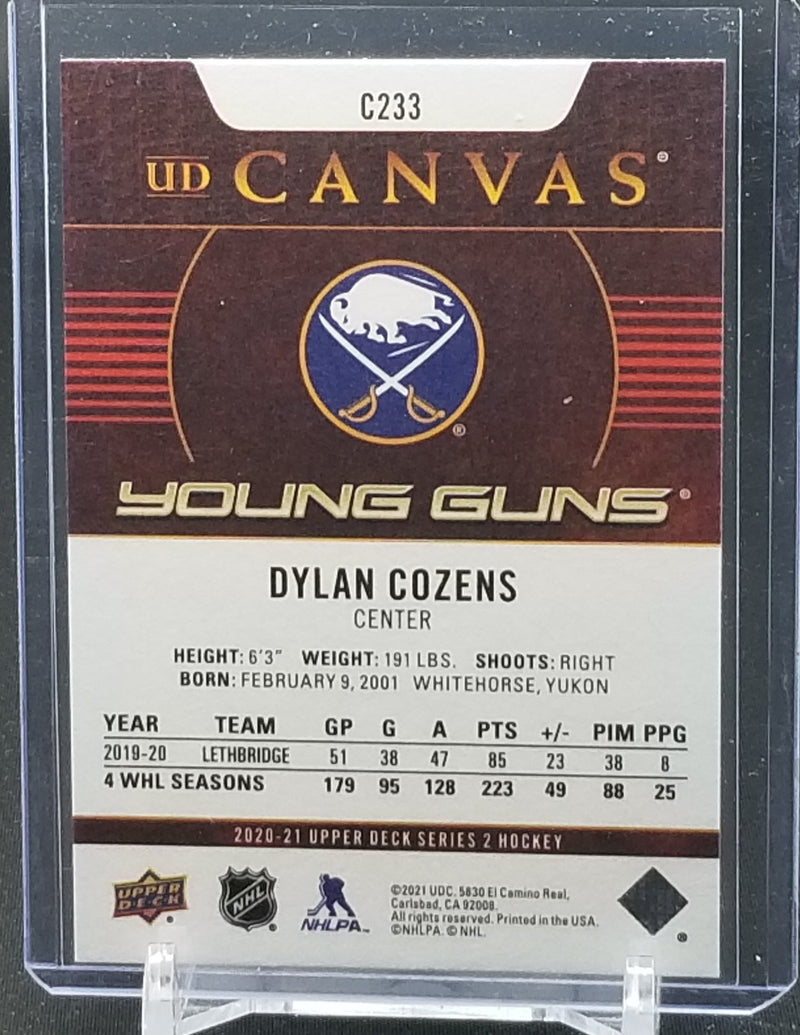 C233
UD CANVAS®
®
YOUNG GUNS®
DYLAN COZENS
CENTER
HEIGHT: 6'3" WEIGHT: 191 LBS. SHOOTS: RIGHT
BORN: FEBRUARY 9, 2001 WHITEHORSE, YUKON
YEAR TEAM GP G A PTS +/- PIM PPG
2019-20 LETHBRIDGE 51 38 47 85 23 38 8
4 WHL SEASONS 179 95 128 223 49 88 25
2020-21 UPPER DECK SERIES 2 HOCKEY
UPPER DECK ®
NHL ®
NHLPA™
©2021 UDC. 5830 El Camino Real,
Carlsbad, CA 92008.
All rights reserved. Printed in the USA.
©NHLPA. © NHL.
®